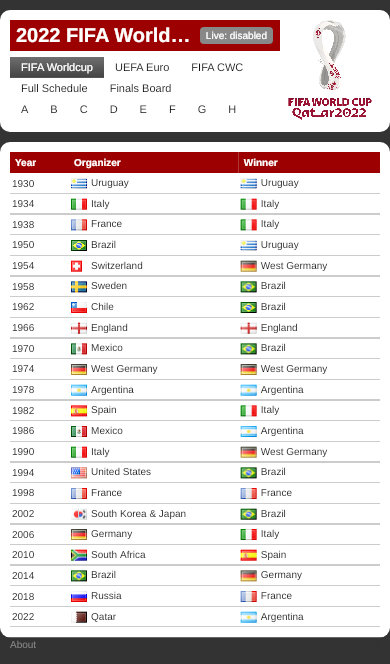 2022 FIFA World... Live: disabled
FIFA Worldcup UEFA Euro FIFA CWC
Full Schedule Finals Board
A B C D E F G H
FIFA WORLD CUP
Qatar2022
Year Organizer Winner
1930 Uruguay Uruguay
1934 Italy Italy
1938 France Italy
1950 Brazil Uruguay
1954 Switzerland West Germany
1958 Sweden Brazil
1962 Chile Brazil
1966 England England
1970 Mexico Brazil
1974 West Germany West Germany
1978 Argentina Argentina
1982 Spain Italy
1986 Mexico Argentina
1990 Italy West Germany
1994 United States Brazil
1998 France France
2002 South Korea & Japan Brazil
2006 Germany Italy
2010 South Africa Spain
2014 Brazil Germany
2018 Russia France
2022 Qatar Argentina
About